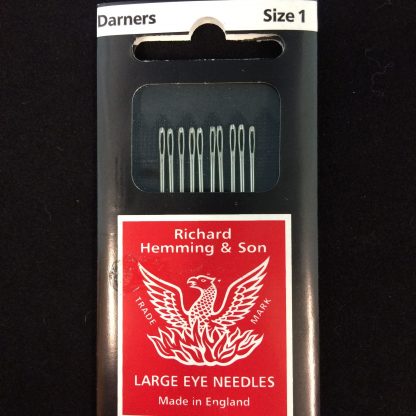 Darners Size 1
Richard
Hemming & Son
TRADE MARK
LARGE EYE NEEDLES
Made in England